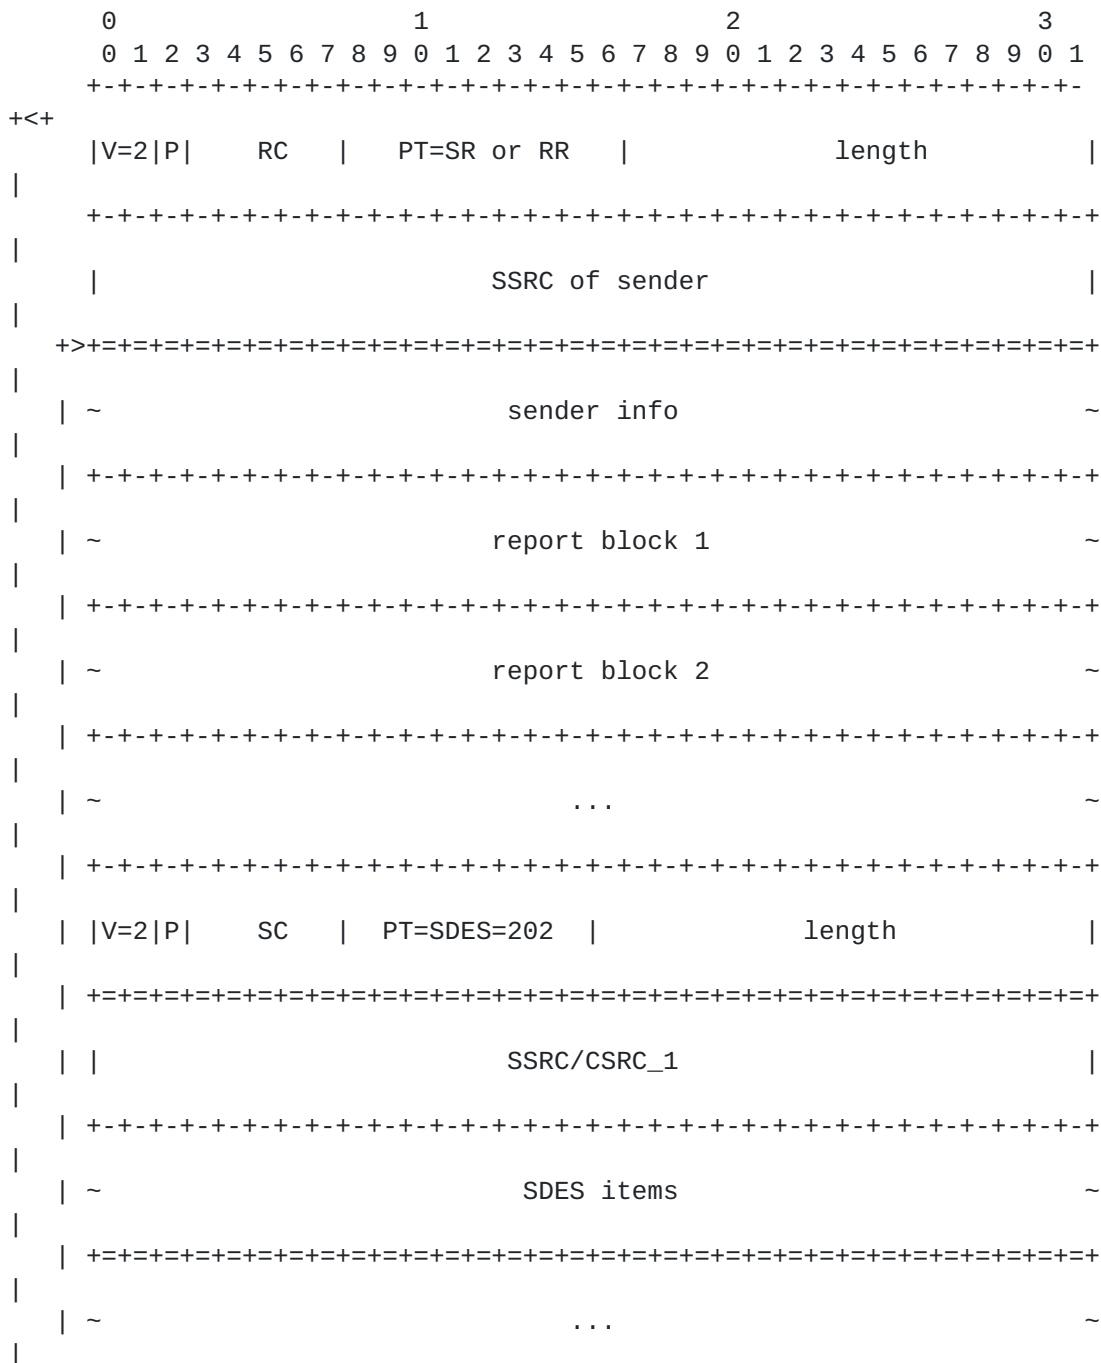 0                   1                   2                   3
       0 1 2 3 4 5 6 7 8 9 0 1 2 3 4 5 6 7 8 9 0 1 2 3 4 5 6 7 8 9 0 1
      +-+-+-+-+-+-+-+-+-+-+-+-+-+-+-+-+-+-+-+-+-+-+-+-+-+-+-+-+-+-+-+-
 +<+
      |V=2|P|    RC   |   PT=SR or RR   |             length          |
 |
      +-+-+-+-+-+-+-+-+-+-+-+-+-+-+-+-+-+-+-+-+-+-+-+-+-+-+-+-+-+-+-+-+
 |
      |                         SSRC of sender                        |
 |
    +>+=+=+=+=+=+=+=+=+=+=+=+=+=+=+=+=+=+=+=+=+=+=+=+=+=+=+=+=+=+=+=+=+
 |
    | ~                          sender info                          ~
 |
    | +-+-+-+-+-+-+-+-+-+-+-+-+-+-+-+-+-+-+-+-+-+-+-+-+-+-+-+-+-+-+-+-+
 |
    | ~                         report block 1                        ~
 |
    | +-+-+-+-+-+-+-+-+-+-+-+-+-+-+-+-+-+-+-+-+-+-+-+-+-+-+-+-+-+-+-+-+
 |
    | ~                         report block 2                        ~
 |
    | +-+-+-+-+-+-+-+-+-+-+-+-+-+-+-+-+-+-+-+-+-+-+-+-+-+-+-+-+-+-+-+-+
 |
    | ~                              ...                              ~
 |
    | +-+-+-+-+-+-+-+-+-+-+-+-+-+-+-+-+-+-+-+-+-+-+-+-+-+-+-+-+-+-+-+-+
 |
    | |V=2|P|    SC   |  PT=SDES=202  |             length            |
 |
    | +=+=+=+=+=+=+=+=+=+=+=+=+=+=+=+=+=+=+=+=+=+=+=+=+=+=+=+=+=+=+=+=+
 |
    | |                          SSRC/CSRC_1                          |
 |
    | +-+-+-+-+-+-+-+-+-+-+-+-+-+-+-+-+-+-+-+-+-+-+-+-+-+-+-+-+-+-+-+-+
 |
    | ~                           SDES items                          ~
 |
    | +=+=+=+=+=+=+=+=+=+=+=+=+=+=+=+=+=+=+=+=+=+=+=+=+=+=+=+=+=+=+=+=+
 |
    | ~                              ...                              ~
 |